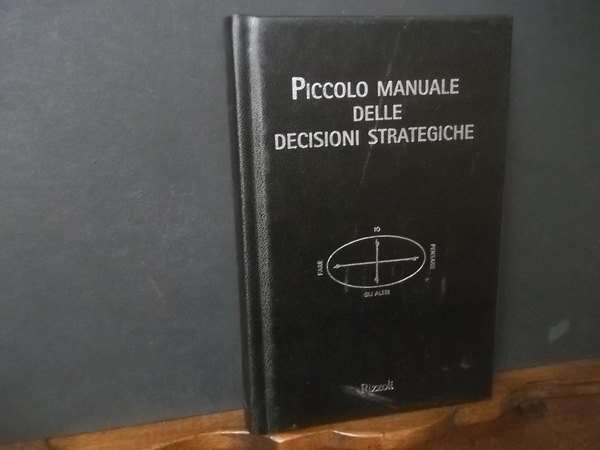 PICCOLO MANUALE
DELLE
DECISIONI STRATEGICHE
IO
FARE
PENSARE
GLI ALTRI
Rizzoli